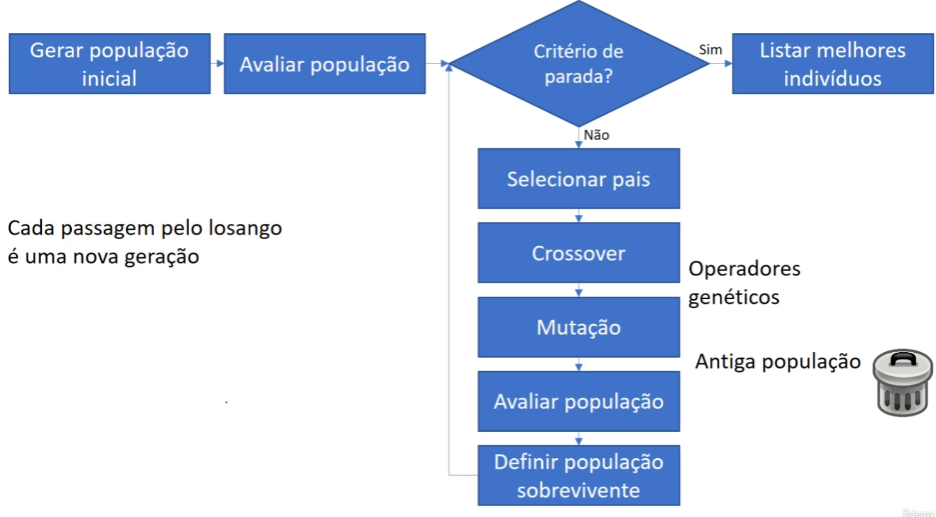 Gerar população
inicial
Avaliar população
Critério de
parada?
Sim
Listar melhores
indivíduos
Não
Selecionar pais
Cada passagem pelo losango
é uma nova geração
Crossover
Operadores
genéticos
Mutação
Antiga população
Avaliar população
Definir população
sobrevivente